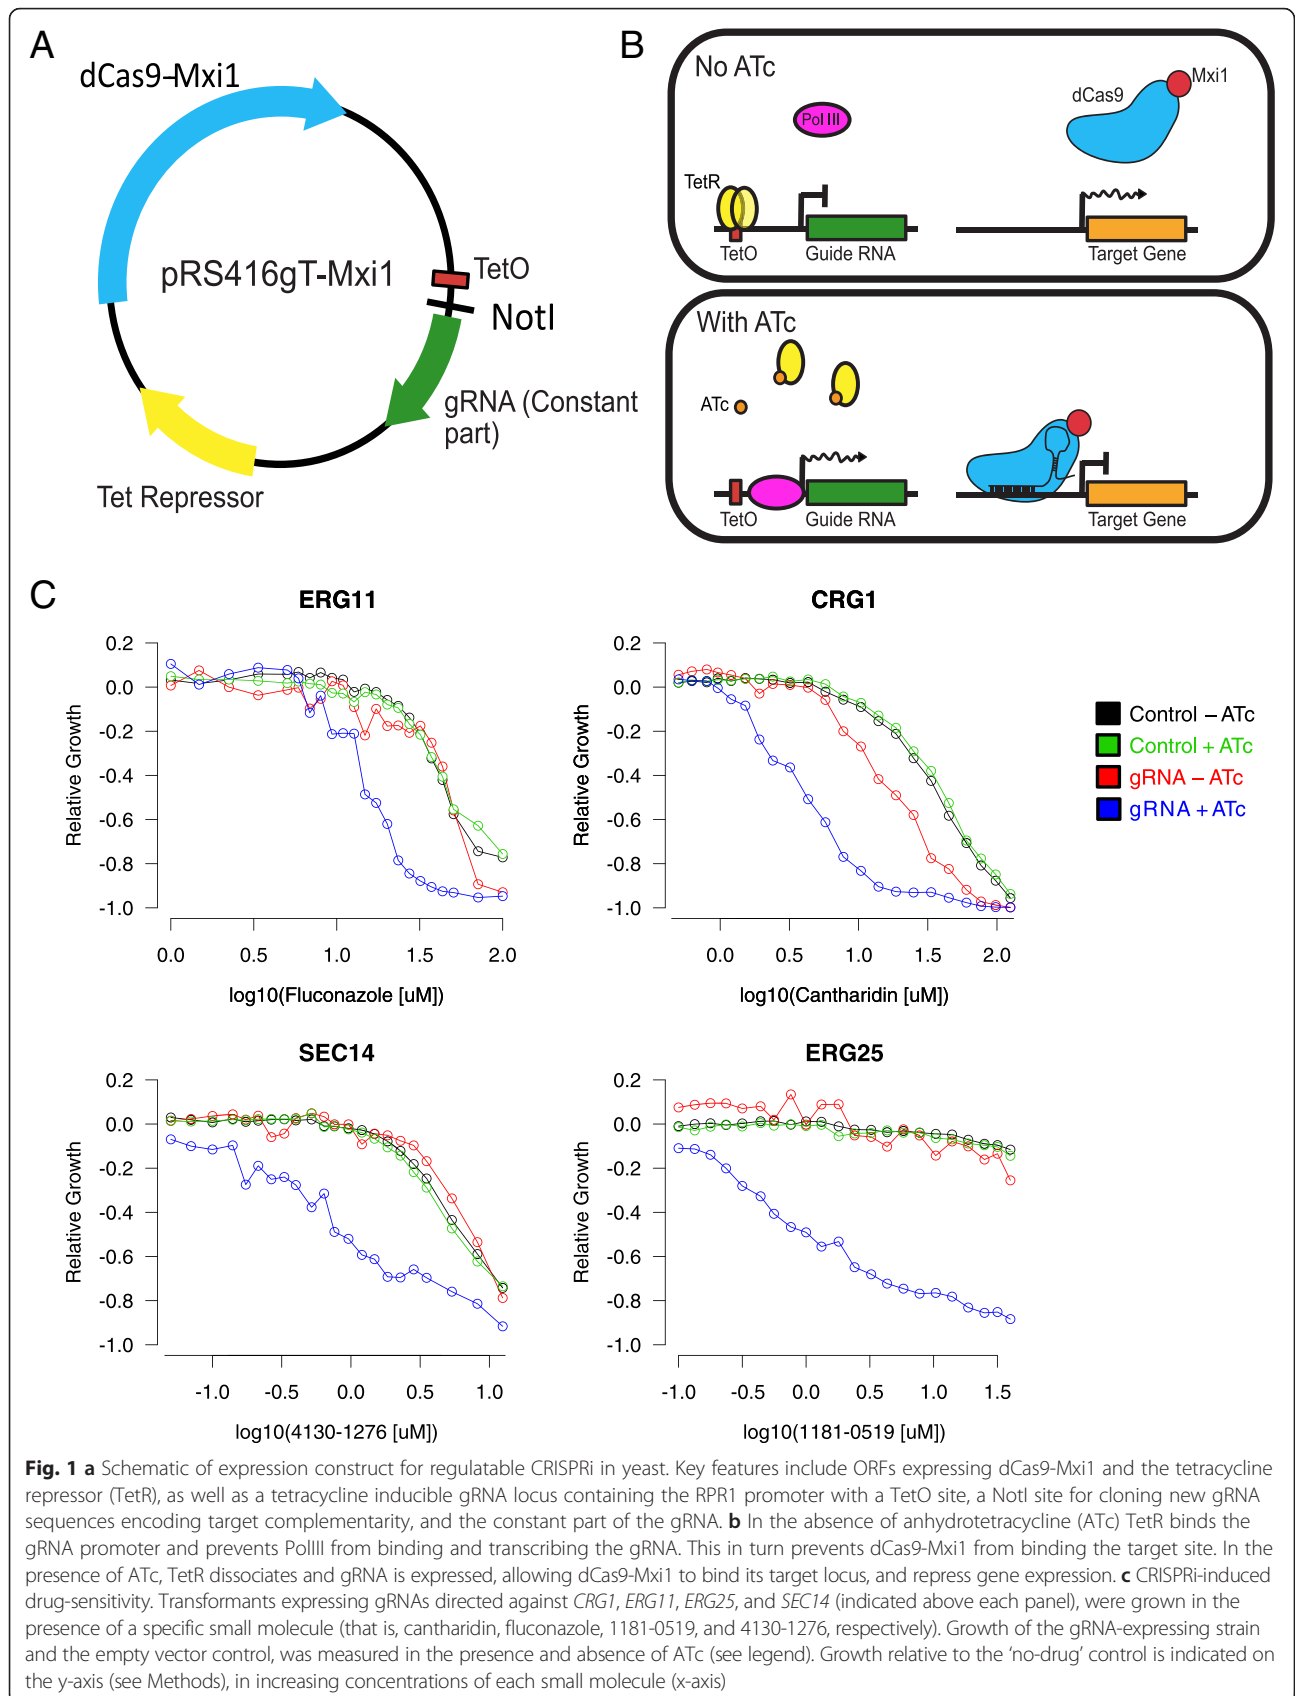 A
dCas9-Mxi1
pRS416gT-Mxi1
TetO
NotI
gRNA (Constant
part)
Tet Repressor
B
No ATc
Pol III
dCas9
Mxi1
TetR
TetO
Guide RNA
Target Gene
With ATc
ATc
TetO
Guide RNA
Target Gene
C
ERG11
Relative Growth
0.2
0.0
-0.2
-0.4
-0.6
-0.8
-1.0
0.0 0.5 1.0 1.5 2.0
log10(Fluconazole [uM])
CRG1
Relative Growth
0.2
0.0
-0.2
-0.4
-0.6
-0.8
-1.0
0.0 0.5 1.0 1.5 2.0
log10(Cantharidin [uM])
Control – ATc
Control + ATc
gRNA – ATc
gRNA + ATc
SEC14
Relative Growth
0.2
0.0
-0.2
-0.4
-0.6
-0.8
-1.0
-1.0 -0.5 0.0 0.5 1.0
log10(4130-1276 [uM])
ERG25
Relative Growth
0.2
0.0
-0.2
-0.4
-0.6
-0.8
-1.0
-1.0 -0.5 0.0 0.5 1.0 1.5
log10(1181-0519 [uM])
Fig. 1 a Schematic of expression construct for regulatable CRISPRi in yeast. Key features include ORFs expressing dCas9-Mxi1 and the tetracycline
repressor (TetR), as well as a tetracycline inducible gRNA locus containing the RPR1 promoter with a TetO site, a NotI site for cloning new gRNA
sequences encoding target complementarity, and the constant part of the gRNA. b In the absence of anhydrotetracycline (ATc) TetR binds the
gRNA promoter and prevents PolIII from binding and transcribing the gRNA. This in turn prevents dCas9-Mxi1 from binding the target site. In the
presence of ATc, TetR dissociates and gRNA is expressed, allowing dCas9-Mxi1 to bind its target locus, and repress gene expression. c CRISPRi-induced
drug-sensitivity. Transformants expressing gRNAs directed against CRG1, ERG11, ERG25, and SEC14 (indicated above each panel), were grown in the
presence of a specific small molecule (that is, cantharidin, fluconazole, 1181-0519, and 4130-1276, respectively). Growth of the gRNA-expressing strain
and the empty vector control, was measured in the presence and absence of ATc (see legend). Growth relative to the ‘no-drug’ control is indicated on
the y-axis (see Methods), in increasing concentrations of each small molecule (x-axis)